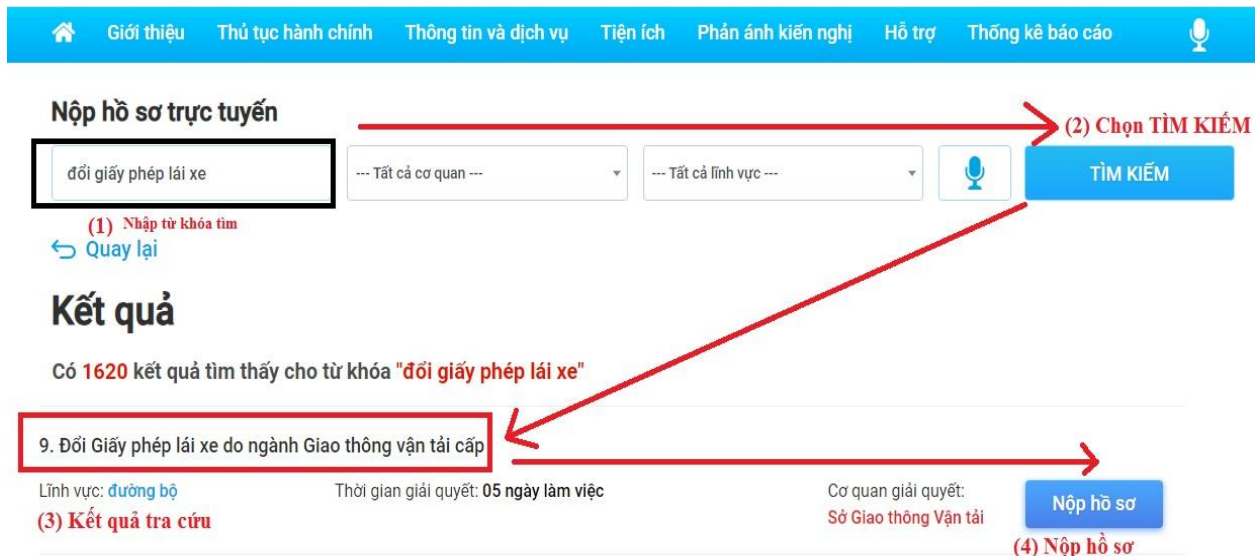 Giới thiệu Thủ tục hành chính Thông tin và dịch vụ Tiện ích Phản ánh kiến nghị Hỗ trợ Thống kê báo cáo
Nộp hồ sơ trực tuyến
(2) Chọn TÌM KIẾM
đổi giấy phép lái xe --- Tất cả cơ quan --- --- Tất cả lĩnh vực --- TÌM KIẾM
(1) Nhập từ khóa tìm
Quay lại
Kết quả
Có 1620 kết quả tìm thấy cho từ khóa "đổi giấy phép lái xe"
9. Đổi Giấy phép lái xe do ngành Giao thông vận tải cấp
Lĩnh vực: đường bộ Thời gian giải quyết: 05 ngày làm việc Cơ quan giải quyết:
Sở Giao thông Vận tải
Nộp hồ sơ
(3) Kết quả tra cứu
(4) Nộp hồ sơ